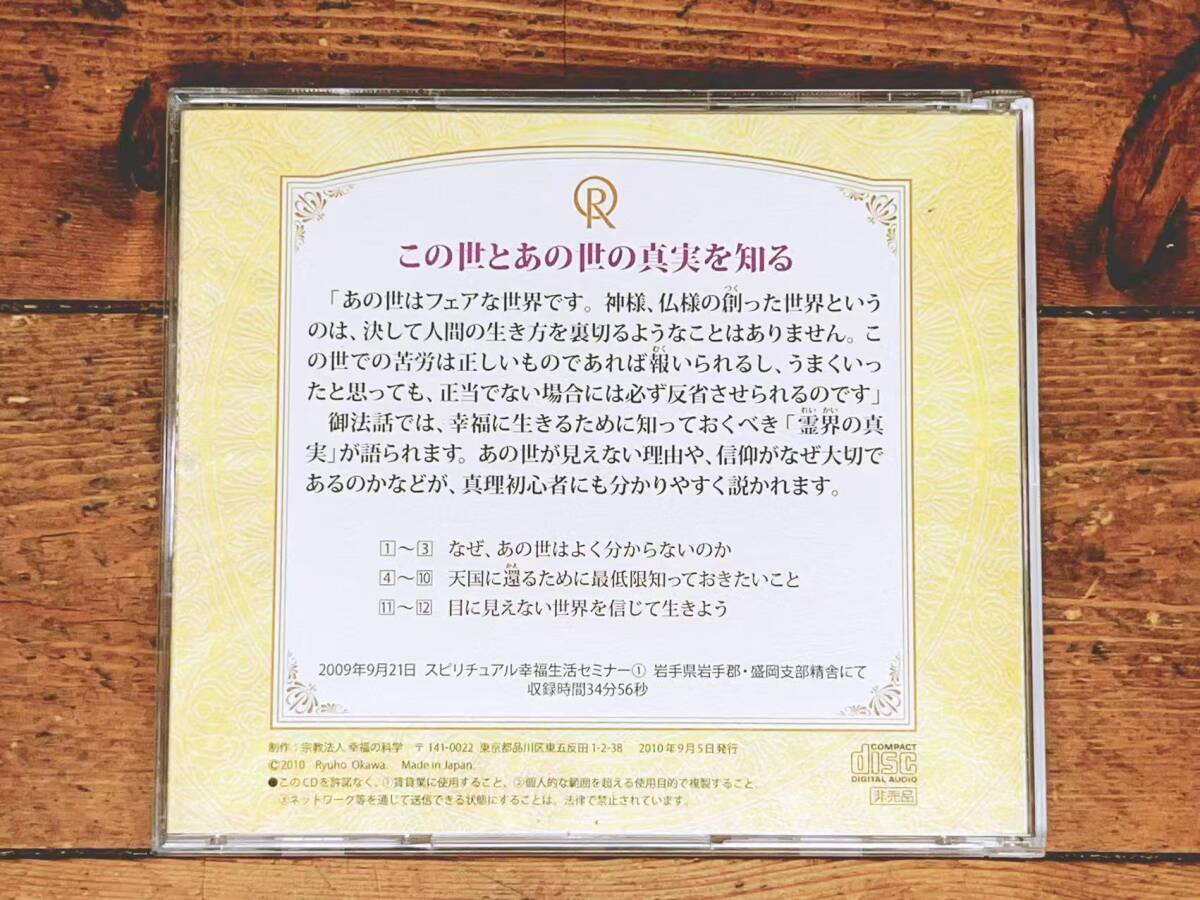 R
この世とあの世の真実を知る
「あの世はフェアな世界です。神様、仏様の創った世界という
のは、決して人間の生き方を裏切るようなことはありません。こ
の世での苦労は正しいものであれば報いられるし、うまくいっ
たと思っても、正当でない場合には必ず反省させられるのです」
御法話では、幸福に生きるために知っておくべき「霊界の真
実」が語られます。あの世が見えない理由や、信仰がなぜ大切で
あるのかなどが、真理初心者にも分かりやすく説かれます。
1〜3 なぜ、あの世はよく分からないのか
4〜10 天国に還るために最低限知っておきたいこと
11〜12 目に見えない世界を信じて生きよう
2009年9月21日 スピリチュアル幸福生活セミナー① 岩手県岩手郡・盛岡支部精舎にて
収録時間34分56秒
制作：宗教法人 幸福の科学 〒141-0022 東京都品川区東五反田1-2-38 2010年9月5日発行
©2010 Ryuho Okawa. Made in Japan.
●このCDを許諾なく、①賃貸業に使用すること、②個人的な範囲を超える使用目的で複製すること、
③ネットワーク等を通じて送信できる状態にすることは、法律で禁止されています。
COMPACT
disc
DIGITAL AUDIO
非売品